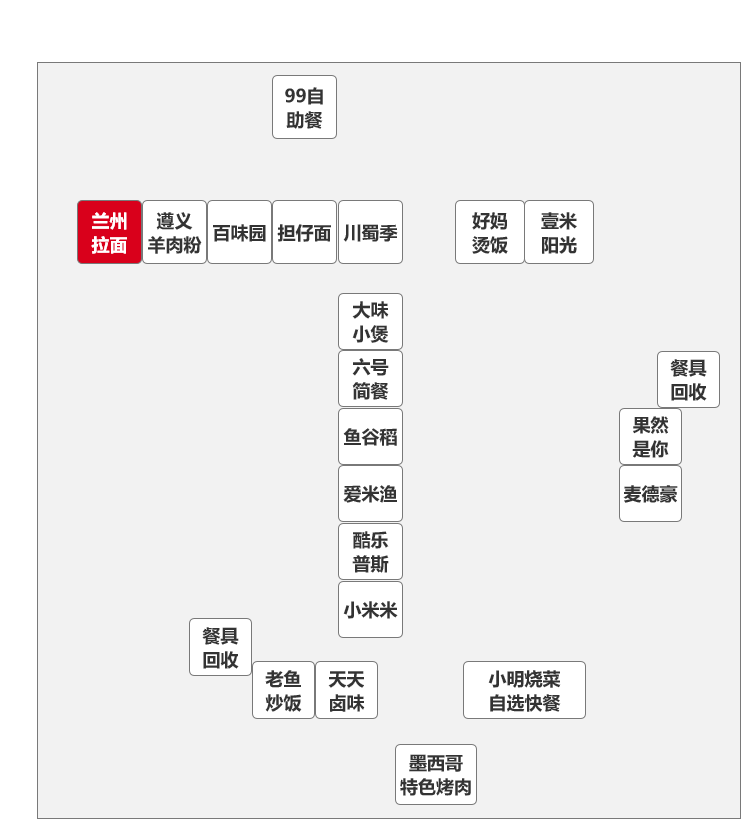 99自
助餐
兰州
拉面
遵义
羊肉粉
百味园
担仔面
川蜀季
好妈
烫饭
壹米
阳光
大味
小煲
六号
简餐
餐具
回收
鱼谷稻
果然
是你
爱米渔
麦德豪
酷乐
普斯
小米米
餐具
回收
老鱼
炒饭
天天
卤味
小明烧菜
自选快餐
墨西哥
特色烤肉